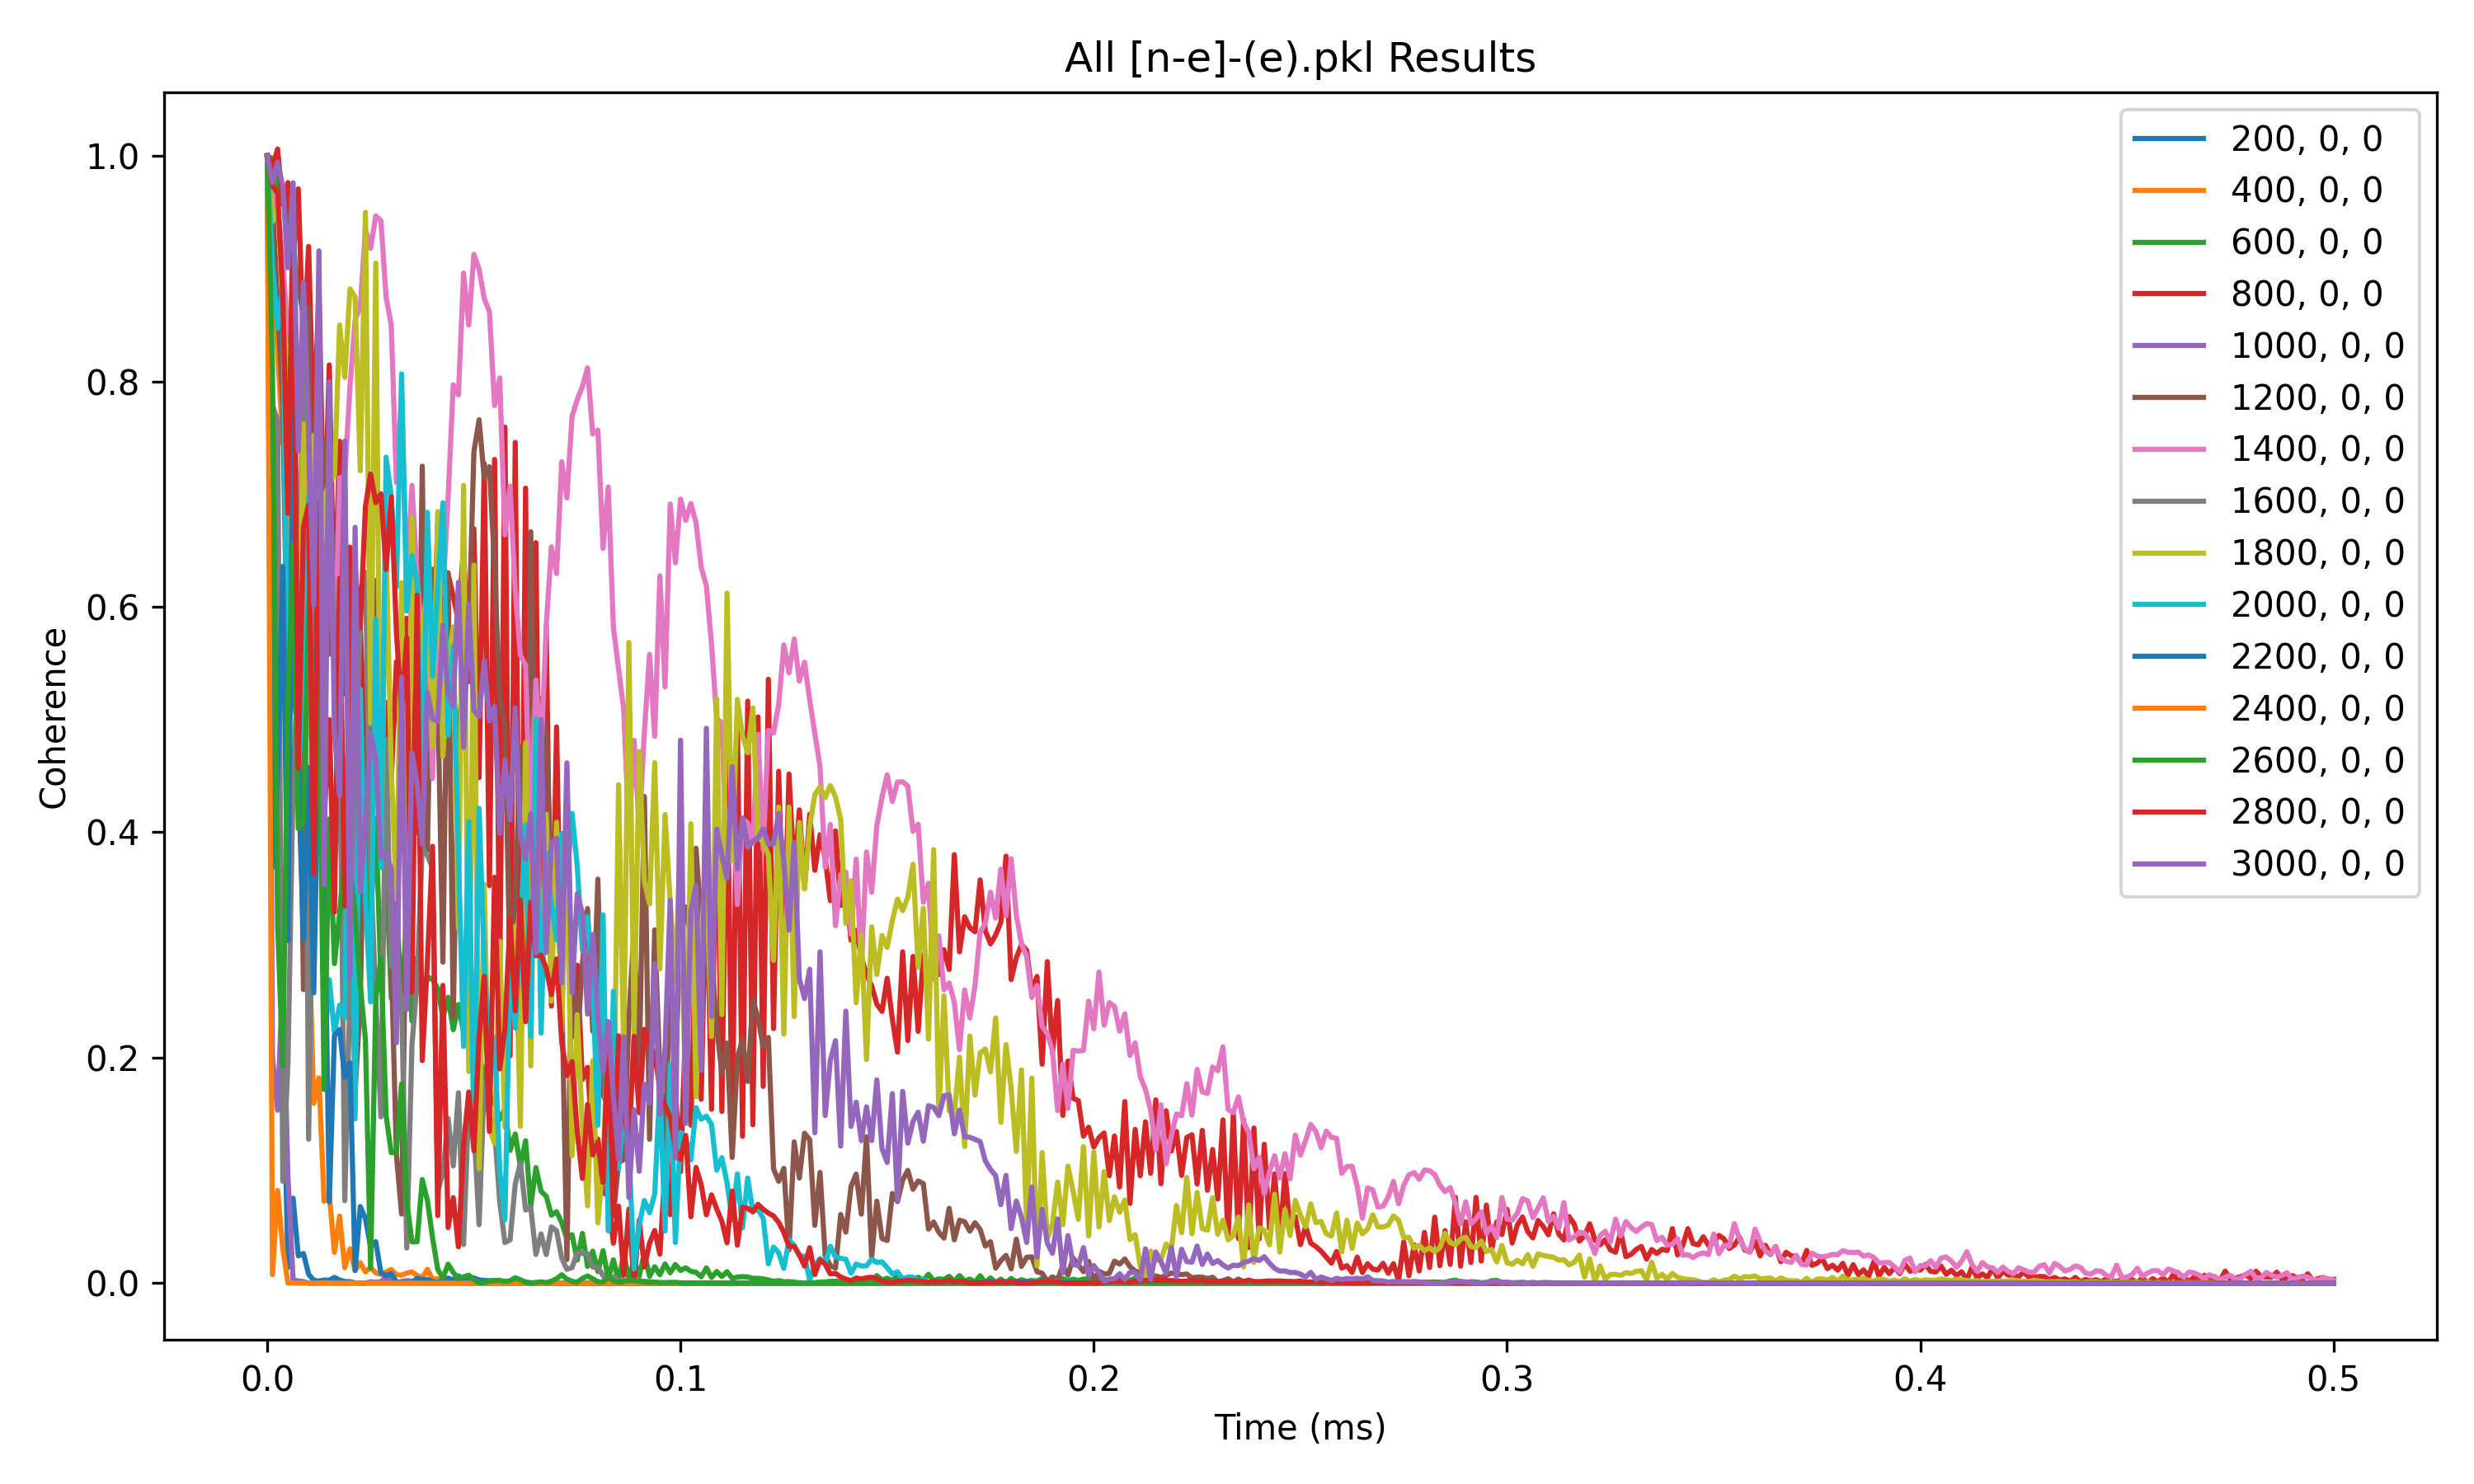 All [n-e]-(e).pkl Results
1.0
0.8
0.6
0.4
0.2
0.0
Coherence
0.0
0.1
0.2
0.3
0.4
0.5
Time (ms)
200, 0, 0
400, 0, 0
600, 0, 0
800, 0, 0
1000, 0, 0
1200, 0, 0
1400, 0, 0
1600, 0, 0
1800, 0, 0
2000, 0, 0
2200, 0, 0
2400, 0, 0
2600, 0, 0
2800, 0, 0
3000, 0, 0